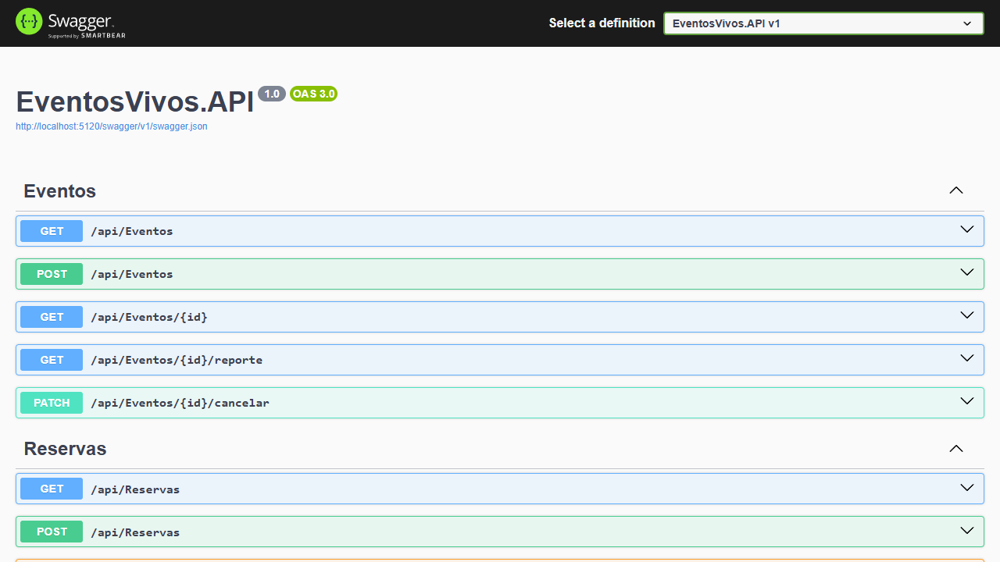 Swagger
Supported by SMARTBEAR
Select a definition
EventosVivos.API v1
EventosVivos.API 1.0 OAS 3.0
http://localhost:5120/swagger/v1/swagger.json
Eventos
GET /api/Eventos
POST /api/Eventos
GET /api/Eventos/{id}
GET /api/Eventos/{id}/reporte
PATCH /api/Eventos/{id}/cancelar
Reservas
GET /api/Reservas
POST /api/Reservas